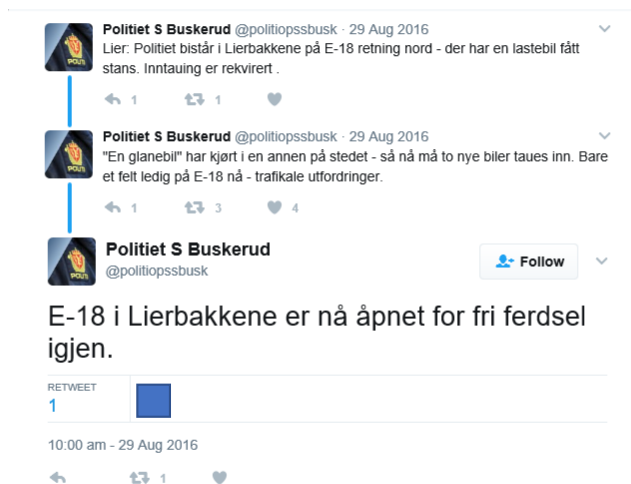 Politiet S Buskerud @politiopssbusk · 29 Aug 2016
Lier: Politiet bistår i Lierbakkene på E-18 retning nord - der har en lastebil fått
stans. Inntauing er rekvirert .
1 1
Politiet S Buskerud @politiopssbusk · 29 Aug 2016
"En glanebil" har kjørt i en annen på stedet - så nå må to nye biler taues inn. Bare
et felt ledig på E-18 nå - trafikale utfordringer.
1 3 4
Politiet S Buskerud
@politiopssbusk
Follow
E-18 i Lierbakkene er nå åpnet for fri ferdsel
igjen.
RETWEET
1
10:00 am - 29 Aug 2016
1